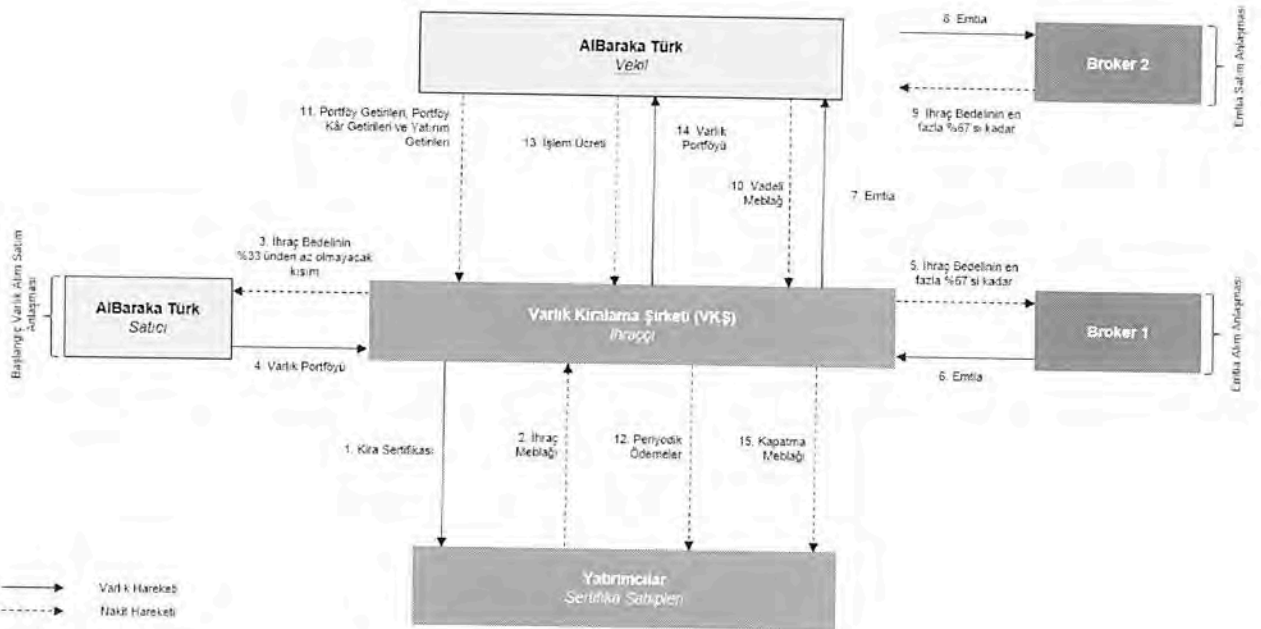 AlBaraka Türk
Vekil
8. Emtia
Broker 2
Emtia Satım Anlaşması
9. İhraç Bedelinin en
fazla %67'si kadar
11. Portföy Getirileri, Portföy
Kâr Getirileri ve Yatırım
Getirileri
13. İşlem Ücreti
14. Varlık
Portföyü
10. Vadeli
Meblağ
7. Emtia
Başlangıç Varlık Alım Satım
Anlaşması
3. İhraç Bedelinin
%33'ünden az olmayacak
kısım
AlBaraka Türk
Satıcı
4. Varlık Portföyü
Varlık Kiralama Şirketi (VKŞ)
İhraççı
5. İhraç Bedelinin en
fazla %67'si kadar
Broker 1
Emtia Alım Anlaşması
6. Emtia
1. Kira Sertifikası
2. İhraç
Meblağı
12. Periyodik
Ödemeler
15. Kapatma
Meblağı
Yatırımcılar
Sertifika Sahipleri
Varlık Hareketi
Nakit Hareketi